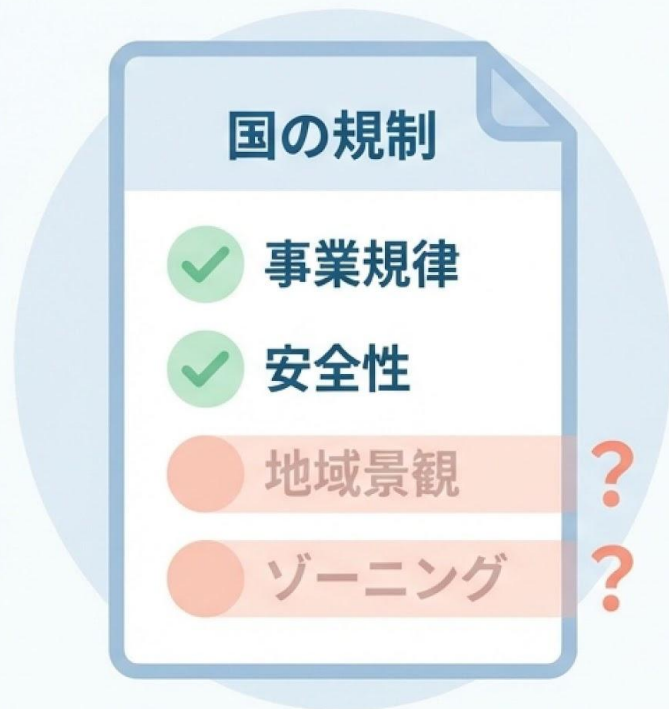 国の規制
事業規律
安全性
地域景観 ?
ゾーニング ?